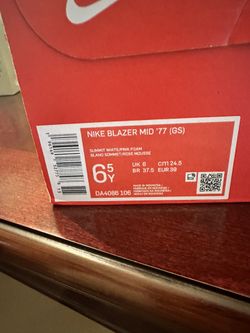 NIKE BLAZER MID '77 (GS)
SUMMIT WHITE/PINK FOAM
BLANC SOMMET/ROSE MOUSSE
6 5 Y
UK 6 cm 24.5
BR 37.5 EUR 39
DA4086 106